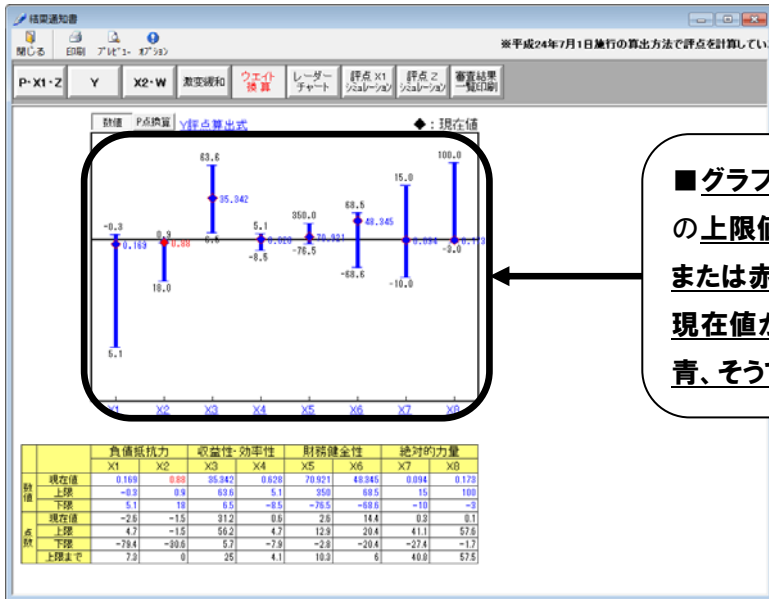 結果通知書
閉じる 印刷 プレビュー オプション
※平成24年7月1日施行の算出方法で評点を計算してい
P・X1・Z Y X2・W 激変緩和 ウエイト換算 レーダーチャート 評点X1シミュレーション 評点Zシミュレーション 審査結果一覧印刷
数値 P点換算 Y評点算出式 ◆：現在値
63.6 100.0
15.0
35.342
350.0 68.5
-0.3 0.9 5.1 48.345
0.169 0.88 6.5 0.628 70.921 0.094 0.173
-8.5 -76.5 -3.0
18.0 -68.6 -10.0
5.1
X1 X2 X3 X4 X5 X6 X7 X8
■グラフ
の上限値
または赤
現在値が
青、そうで
負債抵抗力 収益性・効率性 財務健全性 絶対的力量
X1 X2 X3 X4 X5 X6 X7 X8
数値 現在値 0.169 0.88 35.342 0.628 70.921 48.345 0.094 0.173
上限 -0.3 0.9 63.6 5.1 350 68.5 15 100
下限 5.1 18 6.5 -8.5 -76.5 -68.6 -10 -3
点数 現在値 -2.6 -1.5 31.2 0.6 2.6 14.4 0.3 0.1
上限 4.7 -1.5 56.2 4.7 12.9 20.4 41.1 57.6
下限 -79.4 -30.6 5.7 -7.9 -2.8 -20.4 -27.4 -1.7
上限まで 7.3 0 25 4.1 10.3 6 40.8 57.5